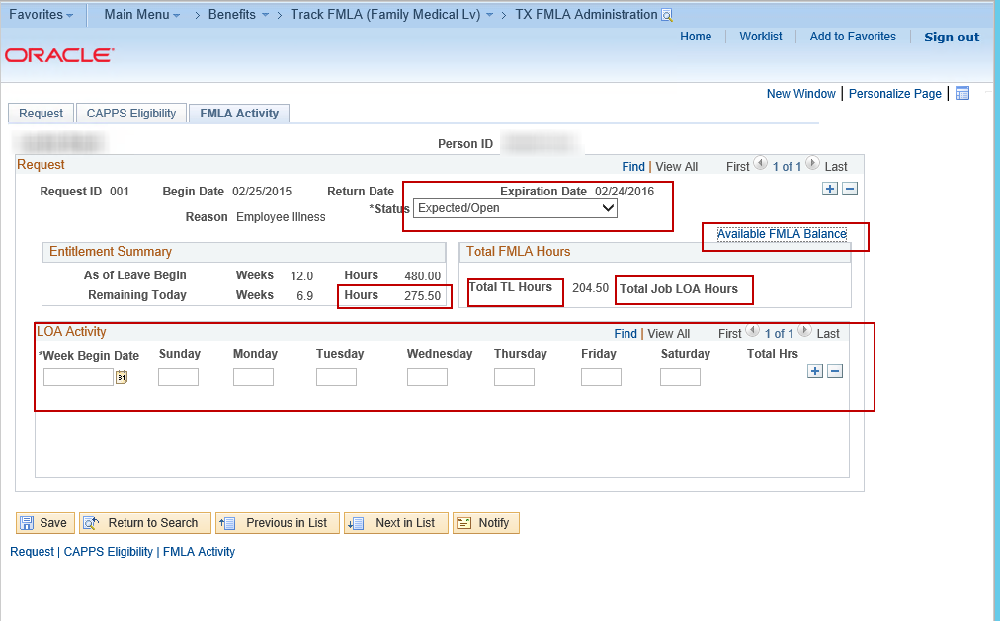 Favorites Main Menu > Benefits > Track FMLA (Family Medical Lv) > TX FMLA Administration
Home Worklist Add to Favorites Sign out
ORACLE
New Window | Personalize Page |
Request CAPPS Eligibility FMLA Activity
Person ID
Request Find | View All First 1 of 1 Last
Request ID 001 Begin Date 02/25/2015 Return Date Expiration Date 02/24/2016
*Status Expected/Open
Reason Employee Illness
Available FMLA Balance
Entitlement Summary Total FMLA Hours
As of Leave Begin Weeks 12.0 Hours 480.00
Total TL Hours 204.50 Total Job LOA Hours
Remaining Today Weeks 6.9 Hours 275.50
LOA Activity Find | View All First 1 of 1 Last
*Week Begin Date Sunday Monday Tuesday Wednesday Thursday Friday Saturday Total Hrs
31
Save Return to Search Previous in List Next in List Notify
Request | CAPPS Eligibility | FMLA Activity